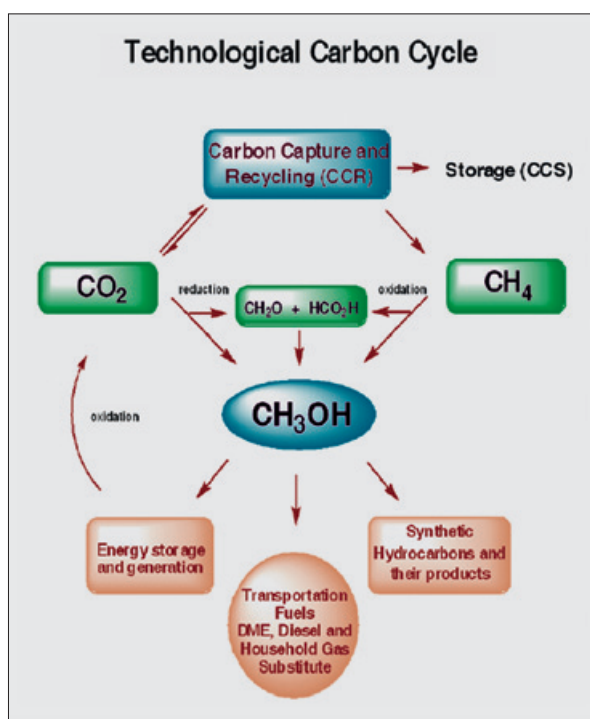 Technological Carbon Cycle
Carbon Capture and
Recycling (CCR)
Storage (CCS)
CO₂
reduction
oxidation
CH₄
CH₂O + HCO₂H
CH₃OH
oxidation
Energy storage
and generation
Transportation
Fuels
DME, Diesel and
Household Gas
Substitute
Synthetic
Hydrocarbons and
their products